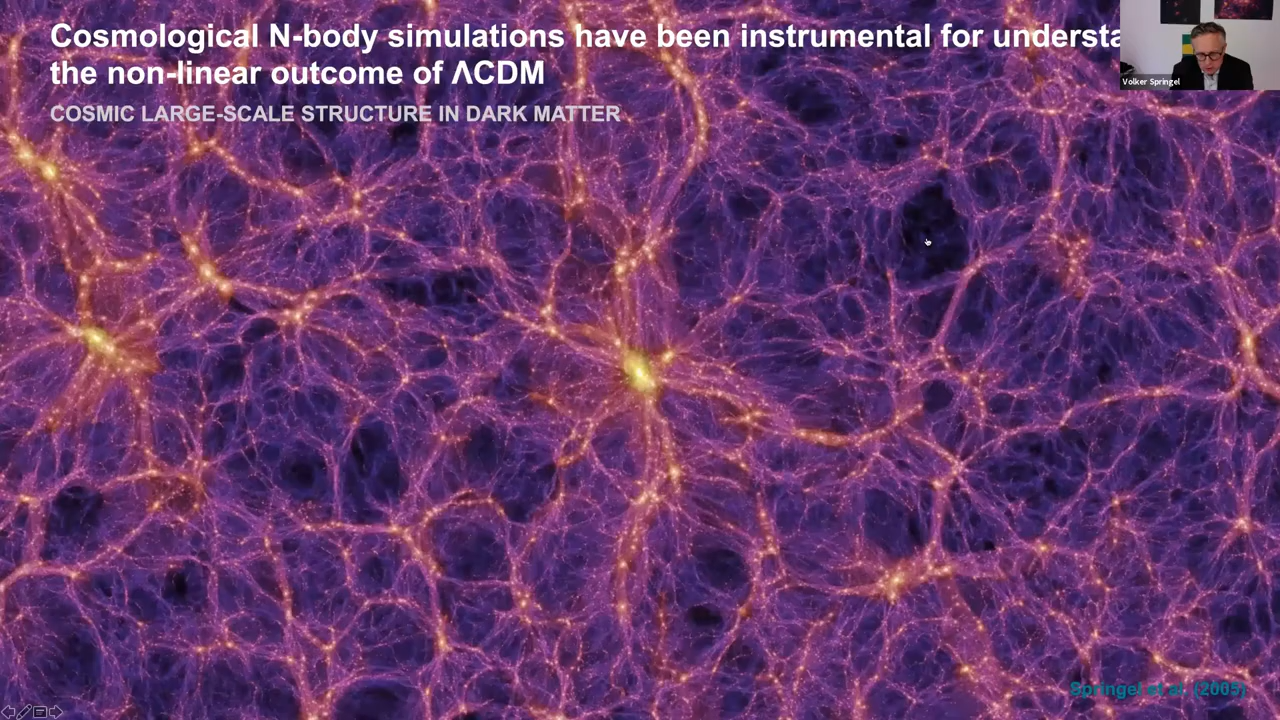 Cosmological N-body simulations have been instrumental for understa
the non-linear outcome of ΛCDM
COSMIC LARGE-SCALE STRUCTURE IN DARK MATTER
Volker Springel
Springel et al. (2005)